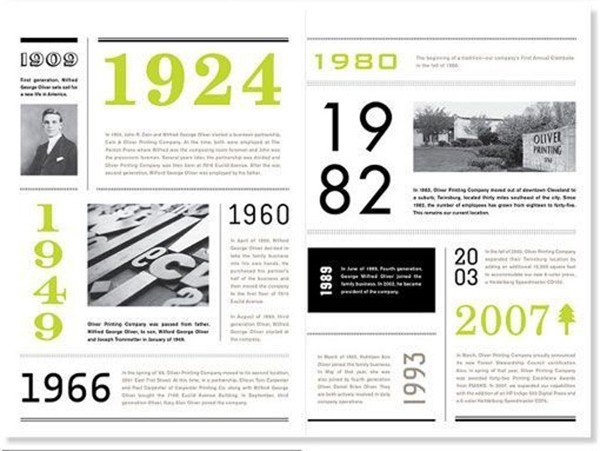 1909
First generation, Wilfred
George Oliver sets sail for
a new life in America.
1924
In 1924, John R. Cain and Wilfred George Oliver started a business partnership,
Cain & Oliver Printing Company. At the time, both were employed at The
Penton Press where Wilfred was the composing room foreman and John was
the pressroom foreman. Several years later, the partnership was divided and
Oliver Printing Company was then born at 7016 Euclid Avenue. After the war,
second generation, Wilfred George Oliver was employed by his father.
1949
Oliver Printing Company was passed from father,
Wilfred George Oliver, to son, Wilfred George Oliver
and Joseph Trommetter in January of 1949.
1960
In April of 1960, Wilfred
George Oliver decided to
take the family business
into his own hands. He
purchased his partner's
half of the business and
then moved the company
to the first floor of
Euclid Avenue.
In August of 1960, third
generation Oliver, Wilfred
George Oliver started at
the company.
1966
In the spring of '66, Oliver Printing Company moved to its second location,
East First Street. At this time, in a partnership, Oliver, Tom Carpenter
and Paul Carpenter of Carpenter Printing Co. along with Wilfred George
Oliver bought the Euclid Avenue Building. In September, third
generation Oliver, Gary Alan Oliver joined the company.
1980
The beginning of a tradition—our company's First Annual Clambake
in the fall of 1980.
1982
OLIVER
PRINTING
In 1982, Oliver Printing Company moved out of downtown Cleveland to
a suburb, Twinsburg, located thirty miles southeast of the city. Since
1982, the number of employees has grown from eighteen to forty-five.
This remains our current location.
1989
In June of 1989, Fourth generation,
George Wilfred Oliver joined the
family business. In 2002, he became
president of the company.
2003
In the fall of 2003, Oliver Printing Company
expanded their Twinsburg location by
adding an additional 10,000 square feet
to accommodate our new 6-color press,
a Heidelberg Speedmaster CD102.
1993
In March of 1993, Kathleen Ann
Oliver joined the family business.
In May of that year, she was
also joined by fourth generation
Oliver, Daniel Brian Oliver. They
are both actively involved in daily
company operations.
2007
In March, Oliver Printing Company proudly announced
its new Forest Stewardship Council certification.
Also, in spring of that year, Oliver Printing Company
was awarded forty-two Printing Excellence Awards
from In 2007, we expanded our capabilities
with the addition of an HP Indigo 5500 Digital Press and
a 6-color Heidelberg Speedmaster CD74.